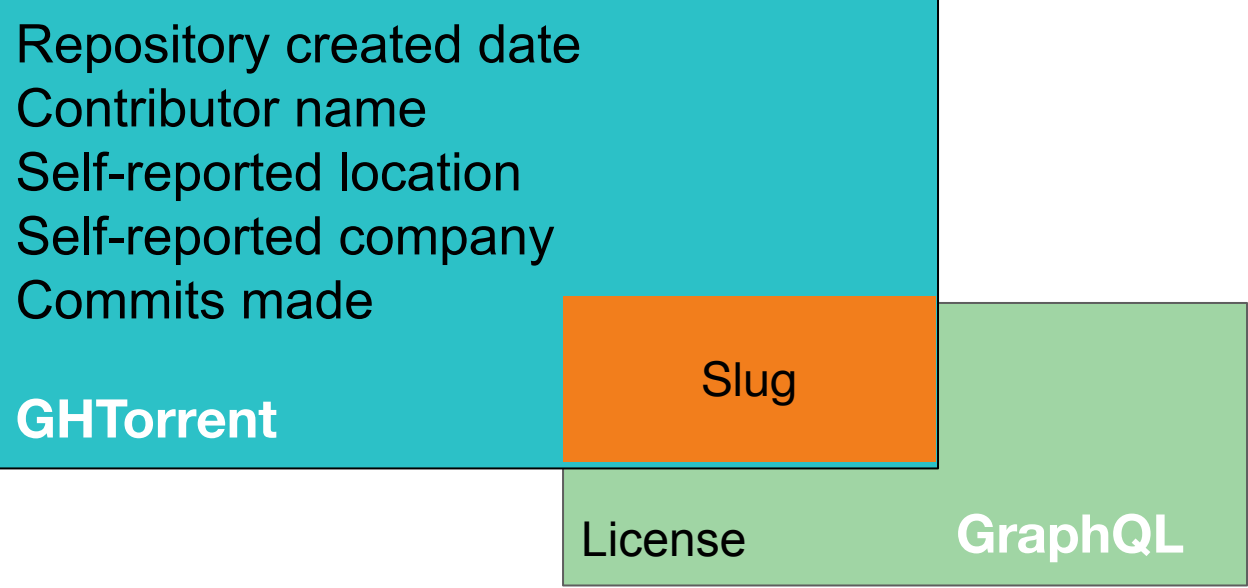 Repository created date
Contributor name
Self-reported location
Self-reported company
Commits made
Slug
GHTorrent
License
GraphQL